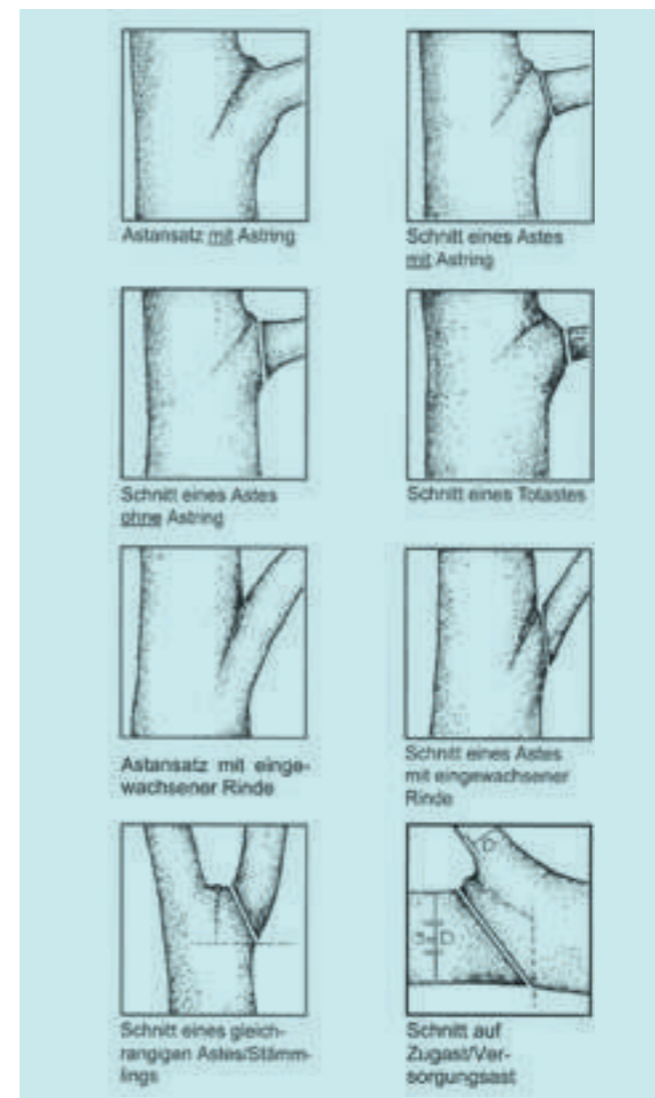 Astansatz mit Astring
Schnitt eines Astes
mit Astring
Schnitt eines Astes
ohne Astring
Schnitt eines Totastes
Astansatz mit einge-
wachsener Rinde
Schnitt eines Astes
mit eingewachsener
Rinde
Schnitt eines gleich-
rangigen Astes/Stämm-
lings
D
D
Schnitt auf
Zugast/Ver-
sorgungsast